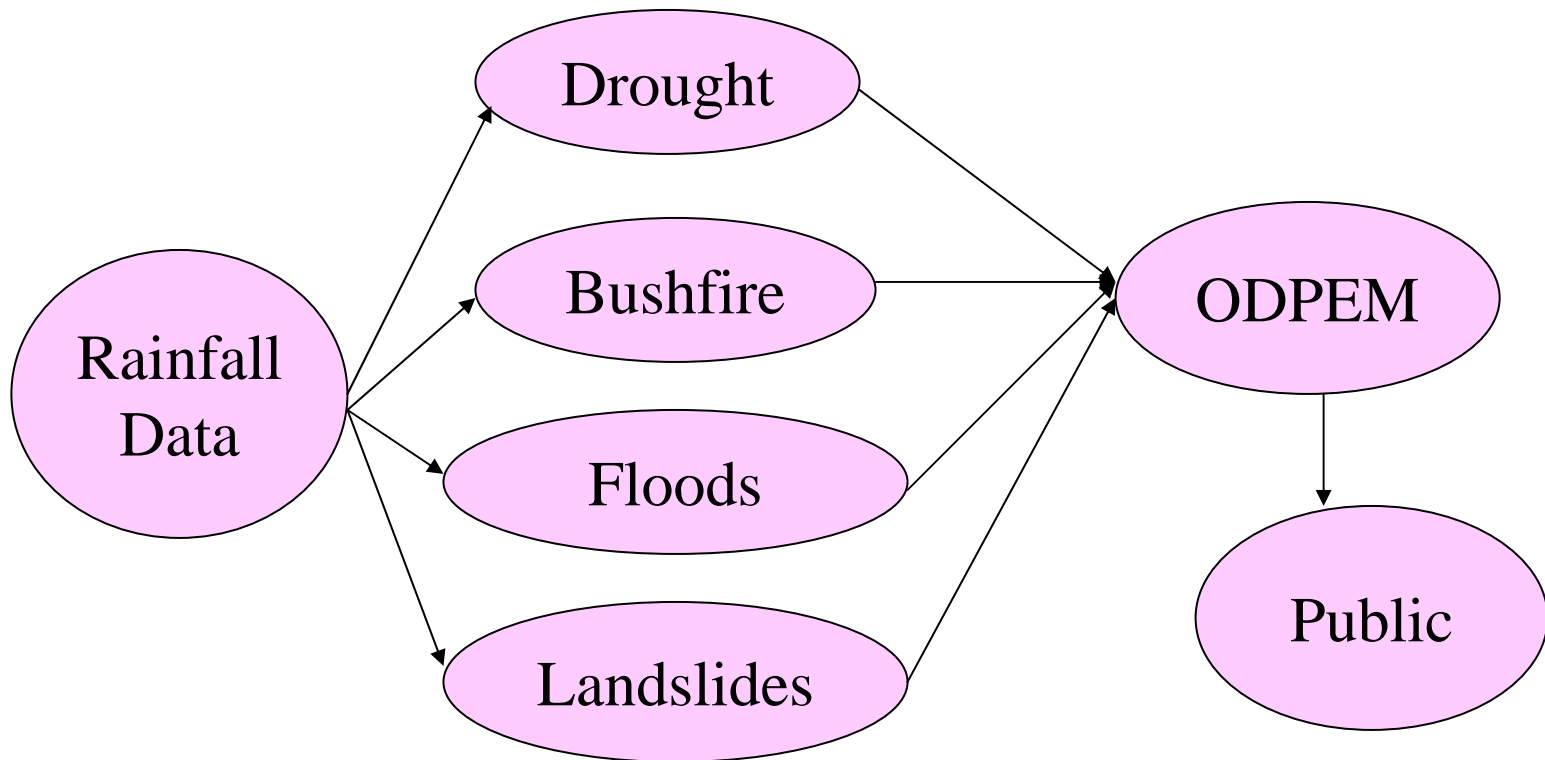 Drought
Bushfire
Rainfall
Data
Floods
Landslides
ODPEM
Public